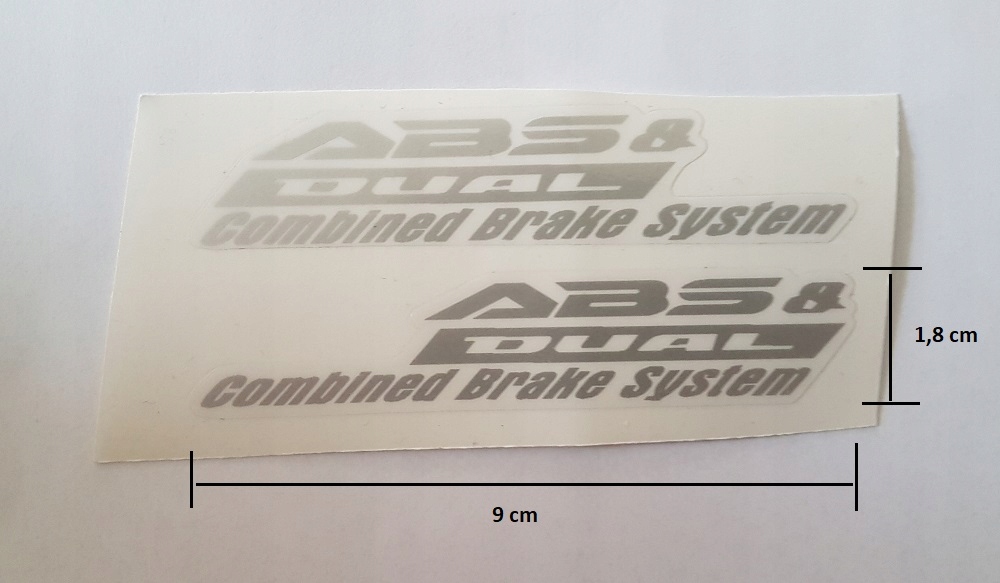 ABS &
DUAL
Combined Brake System
ABS &
DUAL
Combined Brake System
1,8 cm
9 cm